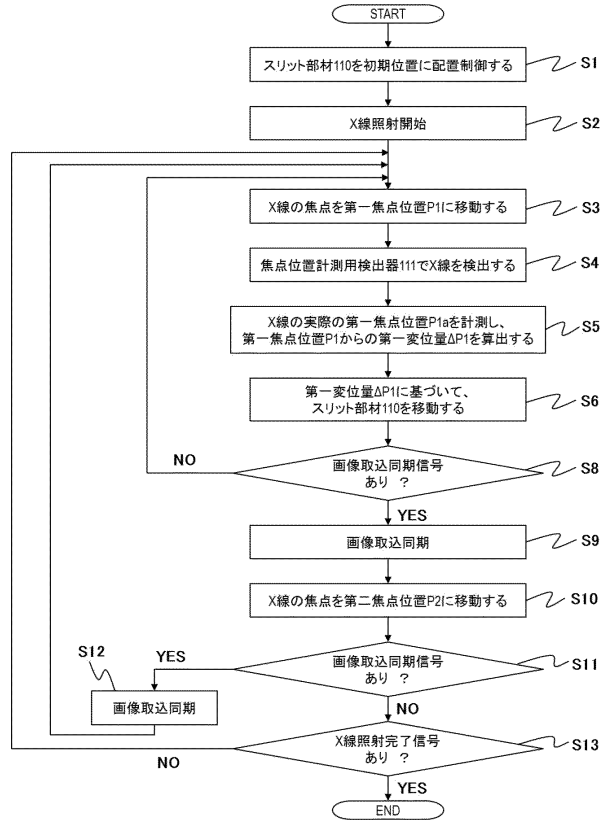 START
スリット部材110を初期位置に配置制御する
S1
X線照射開始
S2
X線の焦点を第一焦点位置P1に移動する
S3
焦点位置計測用検出器111でX線を検出する
S4
X線の実際の第一焦点位置P1aを計測し、
第一焦点位置P1からの第一変位量ΔP1を算出する
S5
第一変位量ΔP1に基づいて、
スリット部材110を移動する
S6
NO
画像取込同期信号
あり ?
S8
YES
画像取込同期
S9
X線の焦点を第二焦点位置P2に移動する
S10
S12
YES
画像取込同期信号
あり ?
S11
画像取込同期
NO
X線照射完了信号
あり ?
S13
NO
YES
END